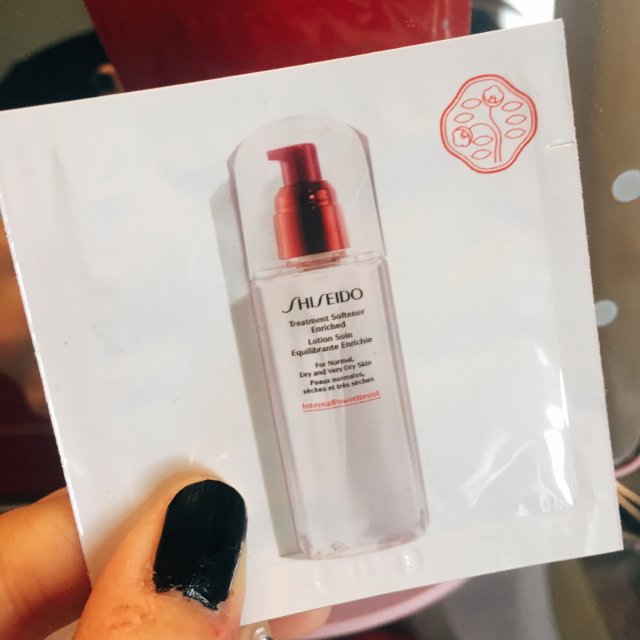 SHISEIDO
Treatment Softener
Enriched
Lotion Soin
Equilibrante Enrichie
For Normal,
Dry and Very Dry Skin
Peaux normales,
sèches et très sèches
InternalPowerResist